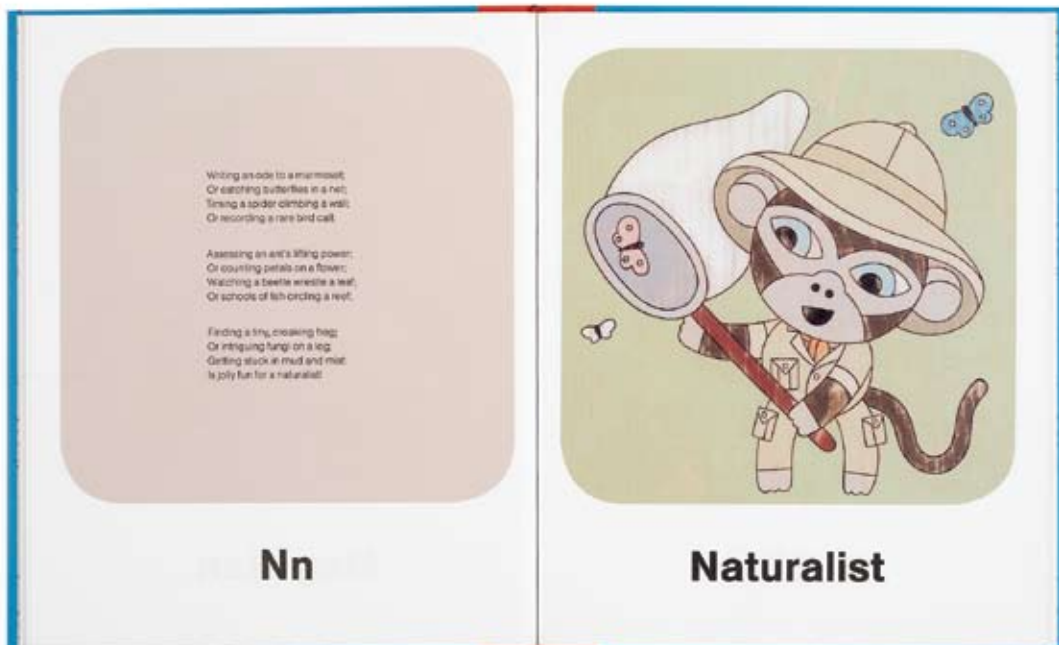 Writing an ode to a marmoset;
Or catching butterflies in a net;
Timing a spider climbing a wall;
Or recording a rare bird call.
Assessing an ant's lifting power;
Or counting petals on a flower;
Watching a beetle wrestle a leaf;
Or schools of fish circling a reef.
Finding a tiny, croaking frog;
Or intriguing fungi on a log;
Getting stuck in mud and mist
Is jolly fun for a naturalist!
Nn
Naturalist